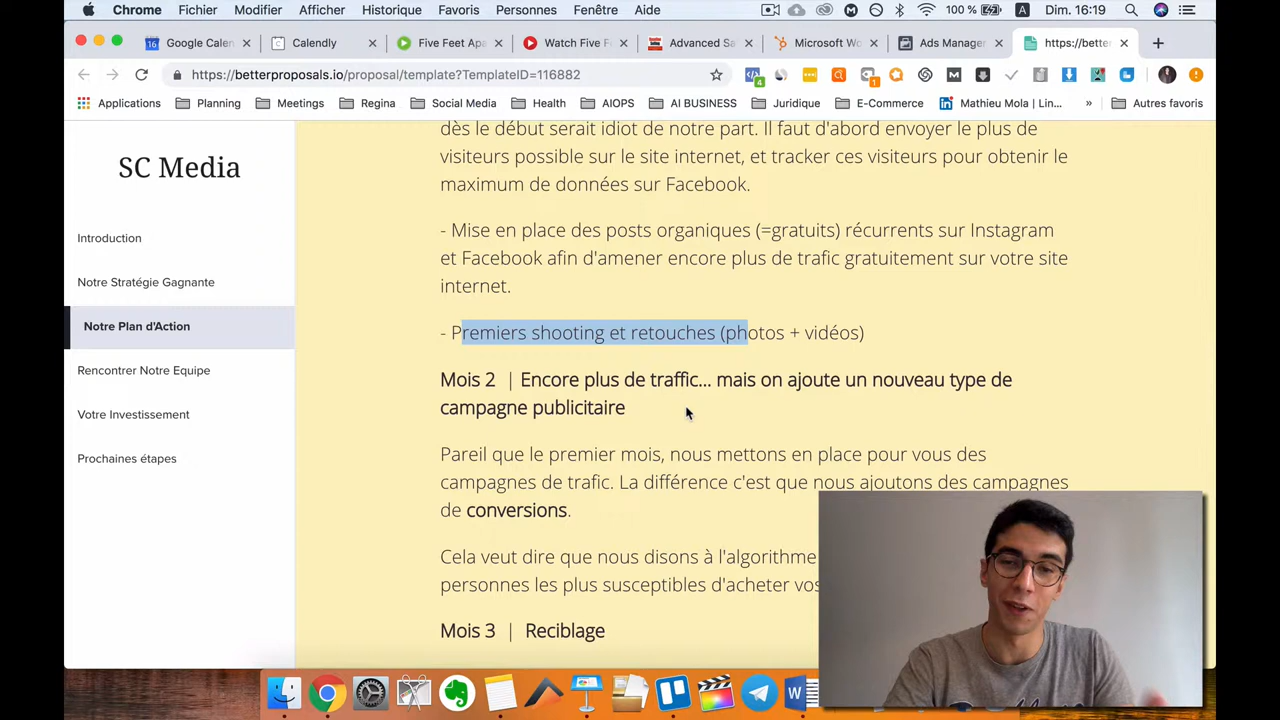 Chrome Fichier Modifier Afficher Historique Favoris Personnes Fenêtre Aide 100 % A Dim. 16:19
16 Google Calen Calendly Five Feet Apa Watch Five F Advanced Sa Microsoft Wo Ads Manager https://bette
https://betterproposals.io/proposal/template?TemplateID=116882
Applications Planning Meetings Regina Social Media Health AIOPS AI BUSINESS Juridique E-Commerce Mathieu Mola | Lin... » Autres favoris
SC Media
Introduction
Notre Stratégie Gagnante
Notre Plan d'Action
Rencontrer Notre Equipe
Votre Investissement
Prochaines étapes
dès le début serait idiot de notre part. Il faut d'abord envoyer le plus de
visiteurs possible sur le site internet, et tracker ces visiteurs pour obtenir le
maximum de données sur Facebook.
- Mise en place des posts organiques (=gratuits) récurrents sur Instagram
et Facebook afin d'amener encore plus de trafic gratuitement sur votre site
internet.
- Premiers shooting et retouches (photos + vidéos)
Mois 2 | Encore plus de traffic... mais on ajoute un nouveau type de
campagne publicitaire
Pareil que le premier mois, nous mettons en place pour vous des
campagnes de trafic. La différence c'est que nous ajoutons des campagnes
de conversions.
Cela veut dire que nous disons à l'algorithme
personnes les plus susceptibles d'acheter vos
Mois 3 | Reciblage